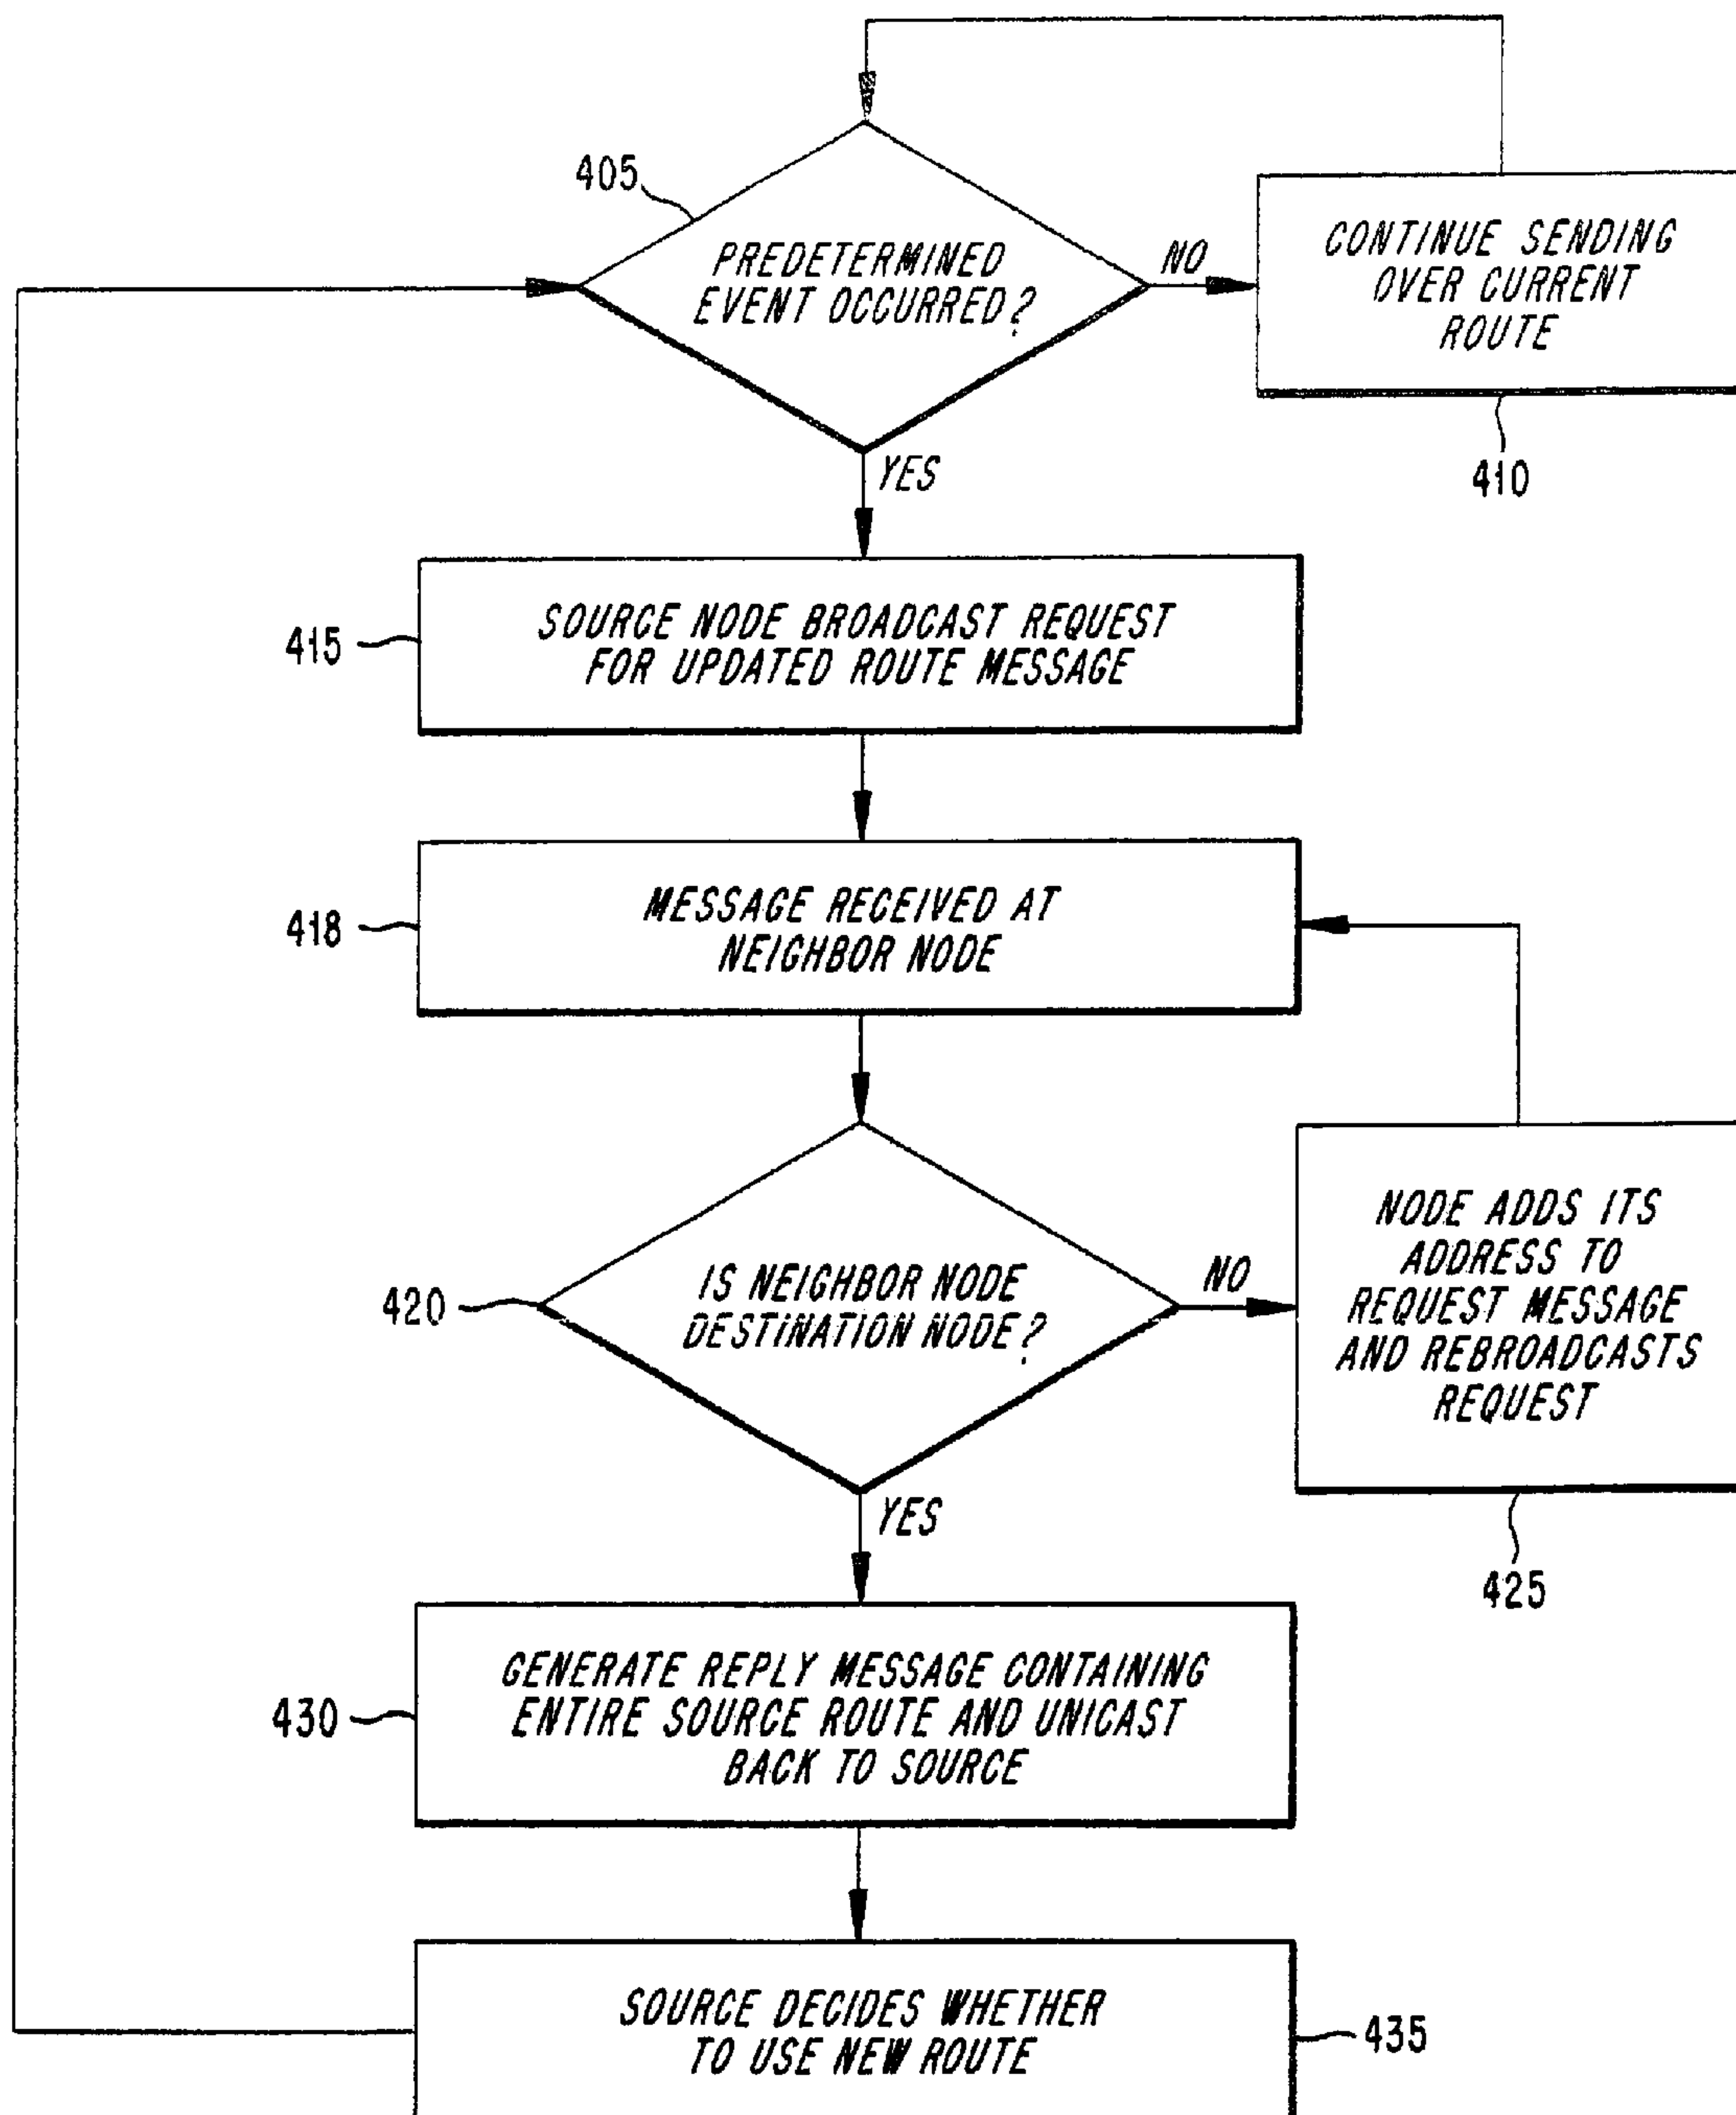 405
PREDETERMINED
EVENT OCCURRED?
NO
CONTINUE SENDING
OVER CURRENT
ROUTE
410
YES
415
SOURCE NODE BROADCAST REQUEST
FOR UPDATED ROUTE MESSAGE
418
MESSAGE RECEIVED AT
NEIGHBOR NODE
420
IS NEIGHBOR NODE
DESTINATION NODE?
NO
NODE ADDS ITS
ADDRESS TO
REQUEST MESSAGE
AND REBROADCASTS
REQUEST
425
YES
430
GENERATE REPLY MESSAGE CONTAINING
ENTIRE SOURCE ROUTE AND UNICAST
BACK TO SOURCE
SOURCE DECIDES WHETHER
TO USE NEW ROUTE
435